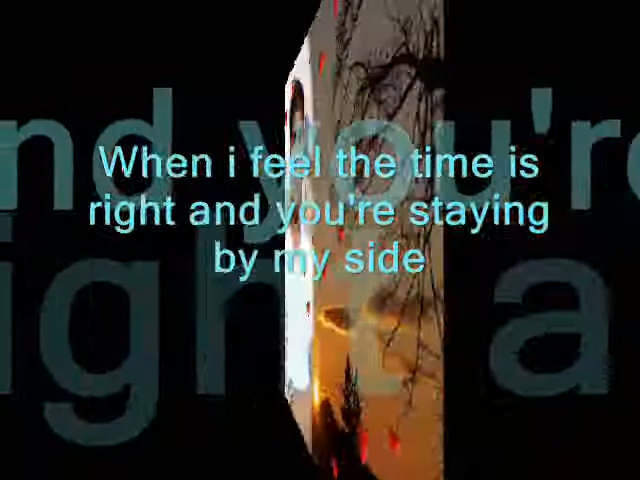 When i feel the time is
right and you're staying
by my side